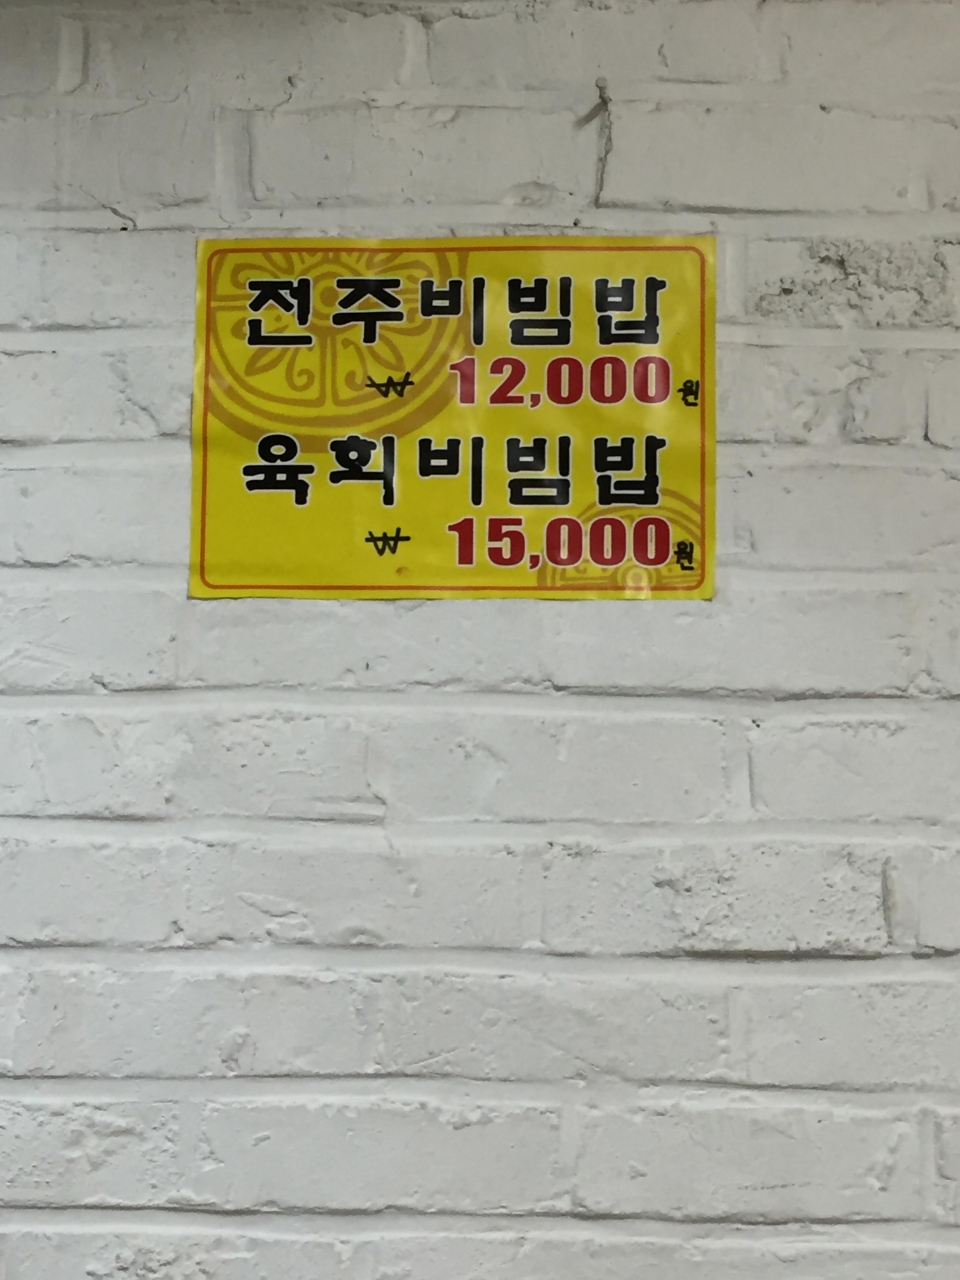 전주비빔밥
₩ 12,000원
육회비빔밥
₩ 15,000원